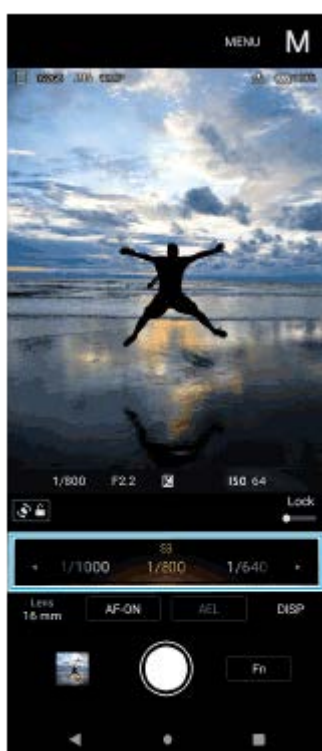 MENU M
1/800 F2.2 ISO 64
Lock
SS
1/1000 1/800 1/640
Lens
16 mm AF-ON AEL DISP
Fn